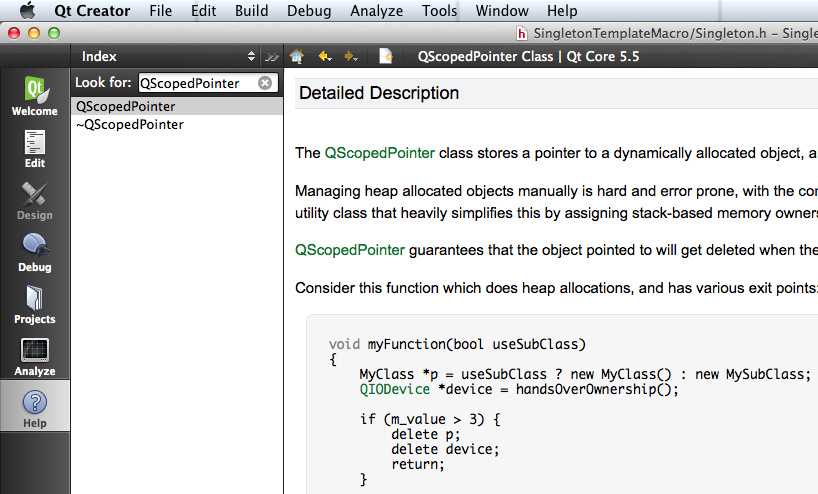 Qt Creator File Edit Build Debug Analyze Tools Window Help
SingletonTemplateMacro/Singleton.h – Single
Index
QScopedPointer Class | Qt Core 5.5
Look for: QScopedPointer
QScopedPointer
~QScopedPointer
Qt
Welcome
Edit
Design
Debug
Projects
Analyze
Help
Detailed Description
The QScopedPointer class stores a pointer to a dynamically allocated object, a
Managing heap allocated objects manually is hard and error prone, with the con
utility class that heavily simplifies this by assigning stack-based memory owners
QScopedPointer guarantees that the object pointed to will get deleted when the
Consider this function which does heap allocations, and has various exit points:
void myFunction(bool useSubClass)
{
MyClass *p = useSubClass ? new MyClass() : new MySubClass;
QIODevice *device = handsOverOwnership();
if (m_value > 3) {
delete p;
delete device;
return;
}